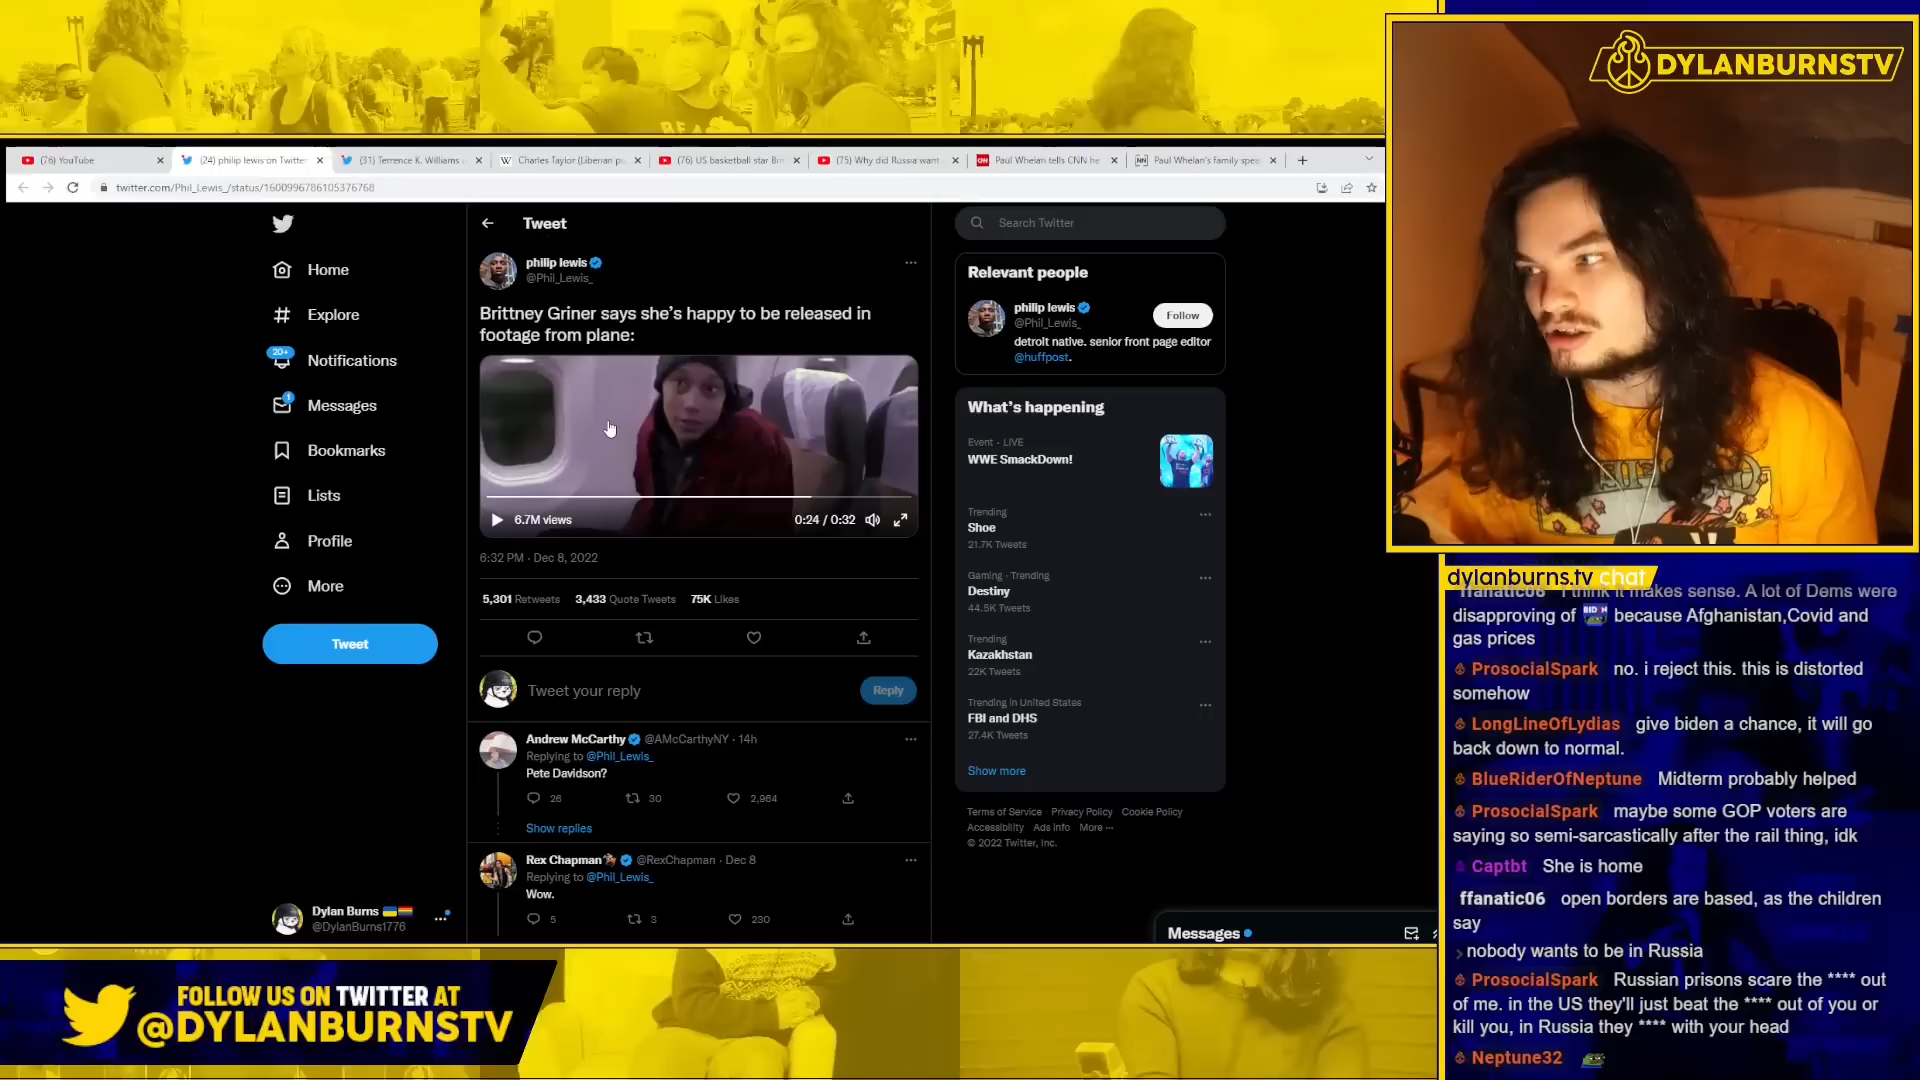 DYLANBURNSTV
(76) YouTube
(24) philip lewis on Twitter
(31) Terrence K. Williams
Charles Taylor (Liberian po
(76) US basketball star Bri
(75) Why did Russia want
Paul Whelan tells CNN he
Paul Whelan's family spea
twitter.com/Phil_Lewis_/status/1600996786105376768
Home
Explore
20+
Notifications
1
Messages
Bookmarks
Lists
Profile
More
Tweet
Dylan Burns
@DylanBurns1776
Tweet
philip lewis
@Phil_Lewis_
Brittney Griner says she's happy to be released in
footage from plane:
6.7M views
0:24 / 0:32
6:32 PM · Dec 8, 2022
5,301 Retweets 3,433 Quote Tweets 75K Likes
Tweet your reply
Reply
Andrew McCarthy @AMcCarthyNY · 14h
Replying to @Phil_Lewis_
Pete Davidson?
26 30 2,964
Show replies
Rex Chapman @RexChapman · Dec 8
Replying to @Phil_Lewis_
Wow.
5 3 230
Search Twitter
Relevant people
philip lewis
@Phil_Lewis_
Follow
detroit native. senior front page editor
@huffpost.
What's happening
Event · LIVE
WWE SmackDown!
Trending
Shoe
21.7K Tweets
Gaming · Trending
Destiny
44.5K Tweets
Trending
Kazakhstan
22K Tweets
Trending in United States
FBI and DHS
27.4K Tweets
Show more
Terms of Service Privacy Policy Cookie Policy
Accessibility Ads info More ···
© 2022 Twitter, Inc.
Messages
dylanburns.tv chat
ffanatic06 I think it makes sense. A lot of Dems were
disapproving of because Afghanistan,Covid and
gas prices
ProsocialSpark no. i reject this. this is distorted
somehow
LongLineOfLydias give biden a chance, it will go
back down to normal.
BlueRiderOfNeptune Midterm probably helped
ProsocialSpark maybe some GOP voters are
saying so semi-sarcastically after the rail thing, idk
Captbt She is home
ffanatic06 open borders are based, as the children
say
nobody wants to be in Russia
ProsocialSpark Russian prisons scare the **** out
of me. in the US they'll just beat the **** out of you or
kill you, in Russia they **** with your head
Neptune32
FOLLOW US ON TWITTER AT
@DYLANBURNSTV